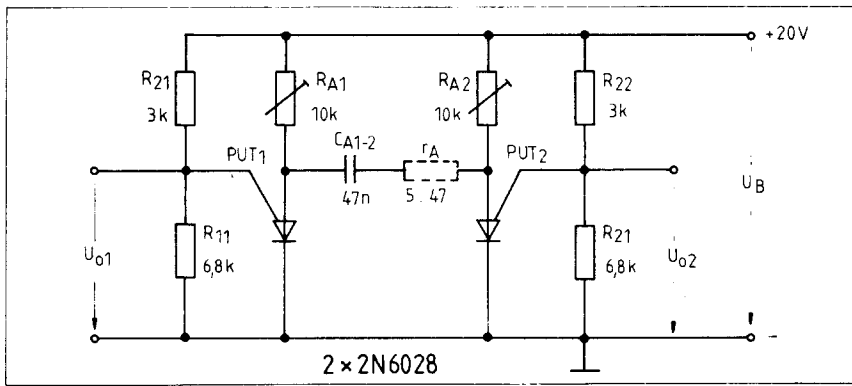 +20V
R21
3k
RA1
10k
RA2
10k
R22
3k
PUT1
CA1-2
47n
rA
5..47
PUT2
UB
Uo1
R11
6,8k
R21
6,8k
Uo2
-
2 × 2N6028